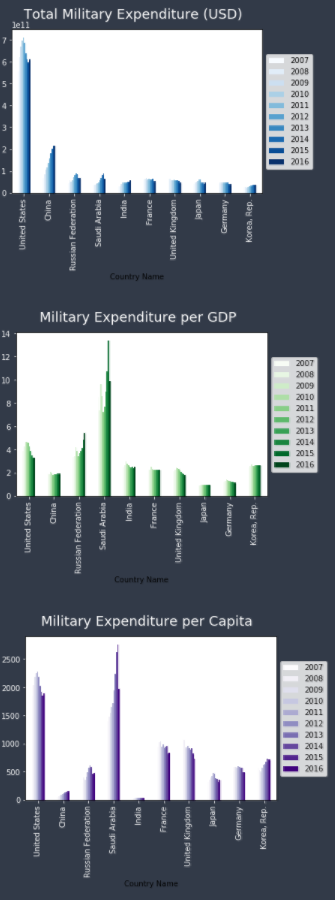 Total Military Expenditure (USD)
1e11
7
6
5
4
3
2
1
0
2007
2008
2009
2010
2011
2012
2013
2014
2015
2016
United States
China
Russian Federation
Saudi Arabia
India
France
United Kingdom
Japan
Germany
Korea, Rep.
Country Name
Military Expenditure per GDP
14
12
10
8
6
4
2
0
2007
2008
2009
2010
2011
2012
2013
2014
2015
2016
United States
China
Russian Federation
Saudi Arabia
India
France
United Kingdom
Japan
Germany
Korea, Rep.
Country Name
Military Expenditure per Capita
2500
2000
1500
1000
500
0
2007
2008
2009
2010
2011
2012
2013
2014
2015
2016
United States
China
Russian Federation
Saudi Arabia
India
France
United Kingdom
Japan
Germany
Korea, Rep.
Country Name